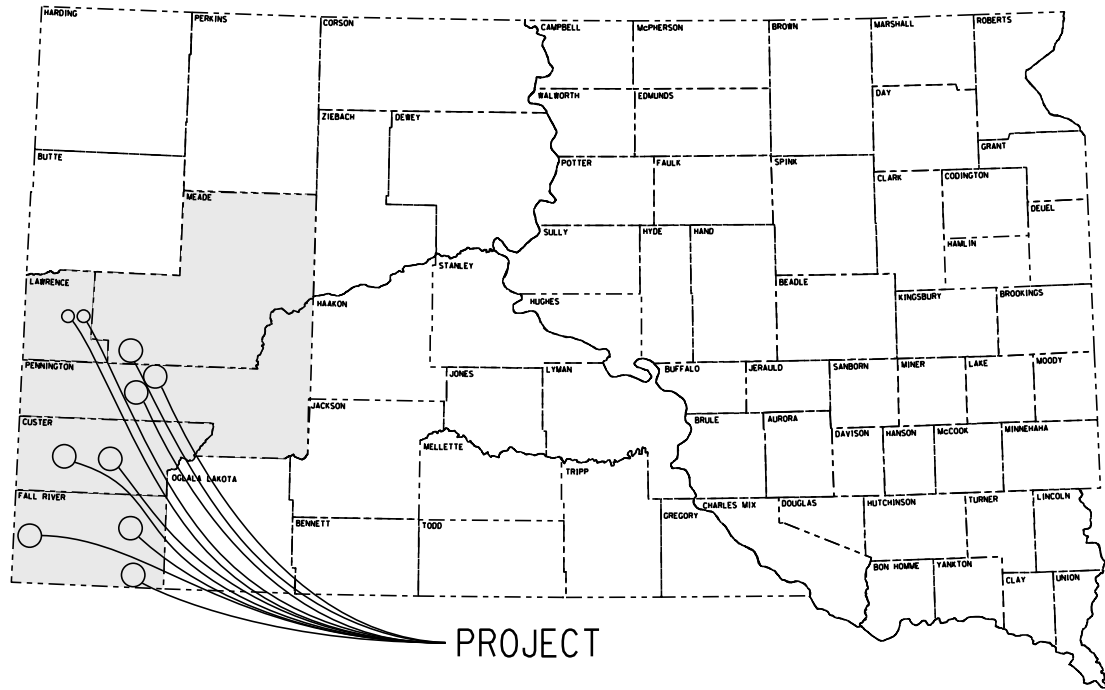 HARDING
PERKINS
CORSON
CAMPBELL
McPHERSON
BROWN
MARSHALL
ROBERTS
WALWORTH
EDMUNDS
DAY
ZIEBACH
DEWEY
GRANT
BUTTE
POTTER
FAULK
SPINK
CLARK
CODINGTON
MEADE
DEUEL
SULLY
HYDE
HAND
HAMLIN
STANLEY
LAWRENCE
BEADLE
HAAKON
HUGHES
KINGSBURY
BROOKINGS
PENNINGTON
JONES
LYMAN
BUFFALO
JERAULD
SANBORN
MINER
LAKE
MOODY
JACKSON
CUSTER
BRULE
AURORA
MELLETTE
DAVISON
HANSON
McCOOK
MINNEHAHA
TRIPP
OGLALA LAKOTA
FALL RIVER
CHARLES MIX
DOUGLAS
HUTCHINSON
TURNER
LINCOLN
GREGORY
BENNETT
TODD
BON HOMME
YANKTON
CLAY
UNION
PROJECT